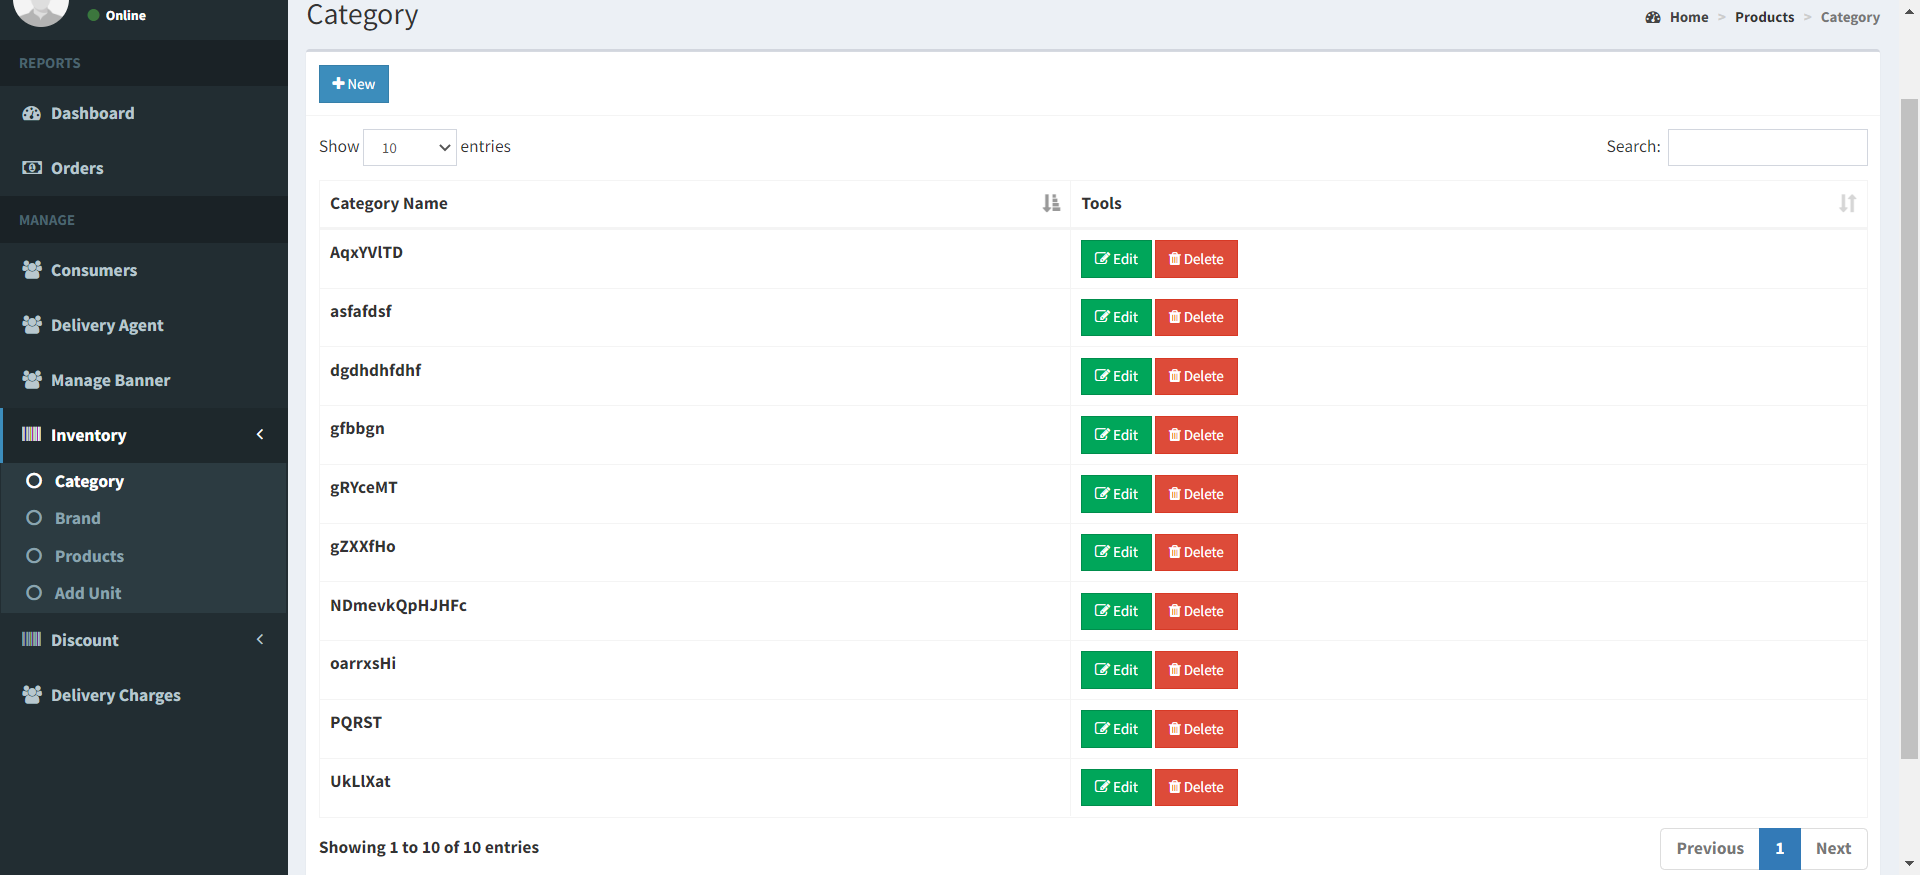 Online
REPORTS
Dashboard
Orders
MANAGE
Consumers
Delivery Agent
Manage Banner
Inventory
Category
Brand
Products
Add Unit
Discount
Delivery Charges
Category
Home > Products > Category
New
Show 10 entries
Search:
Category Name Tools
AqxYVlTD Edit Delete
asfafdsf Edit Delete
dgdhdhfdhf Edit Delete
gfbbgn Edit Delete
gRYceMT Edit Delete
gZXXfHo Edit Delete
NDmevkQpHJHFc Edit Delete
oarrxsHi Edit Delete
PQRST Edit Delete
UkLlXat Edit Delete
Showing 1 to 10 of 10 entries
Previous 1 Next